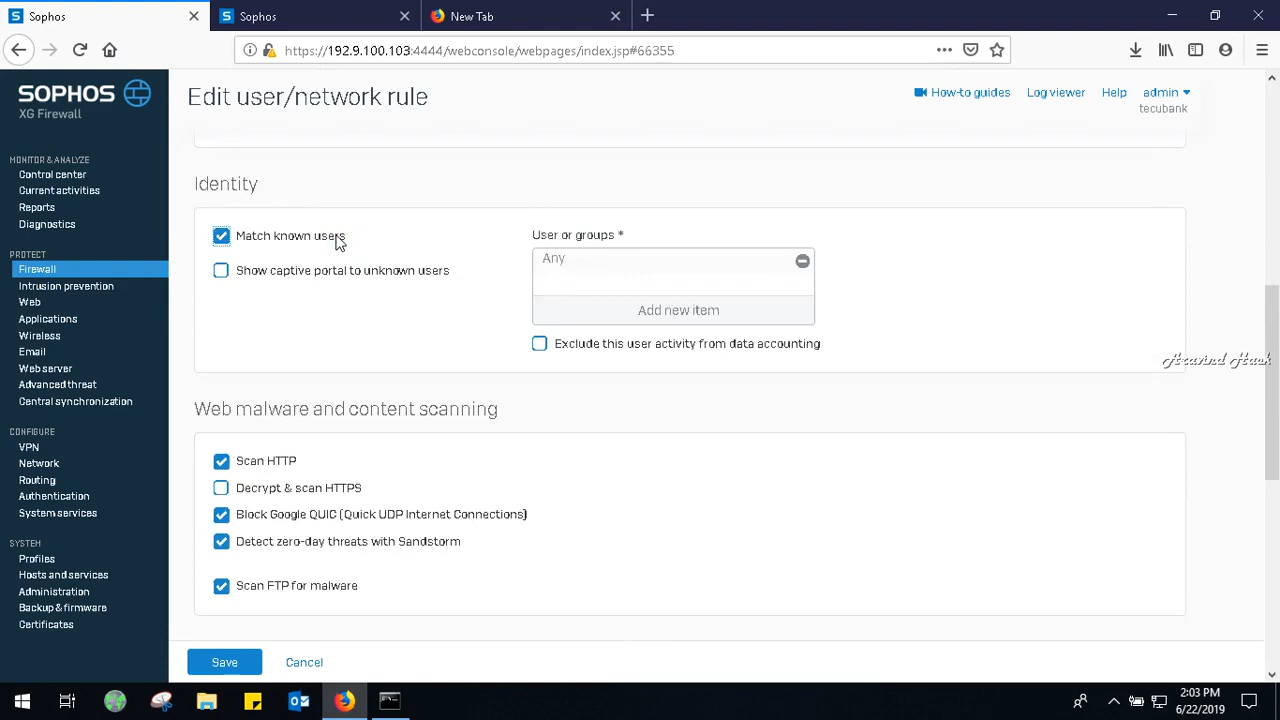 Sophos
Sophos
New Tab
https://192.9.100.103:4444/webconsole/webpages/index.jsp#66355
SOPHOS
XG Firewall
Edit user/network rule
How-to guides
Log viewer
Help
admin
tecubank
MONITOR & ANALYZE
Control center
Current activities
Reports
Diagnostics
PROTECT
Firewall
Intrusion prevention
Web
Applications
Wireless
Email
Web server
Advanced threat
Central synchronization
CONFIGURE
VPN
Network
Routing
Authentication
System services
SYSTEM
Profiles
Hosts and services
Administration
Backup & firmware
Certificates
Identity
Match known users
Show captive portal to unknown users
User or groups *
Any
Add new item
Exclude this user activity from data accounting
Aravind Hack
Web malware and content scanning
Scan HTTP
Decrypt & scan HTTPS
Block Google QUIC (Quick UDP Internet Connections)
Detect zero-day threats with Sandstorm
Scan FTP for malware
Save
Cancel
2:03 PM
6/22/2019